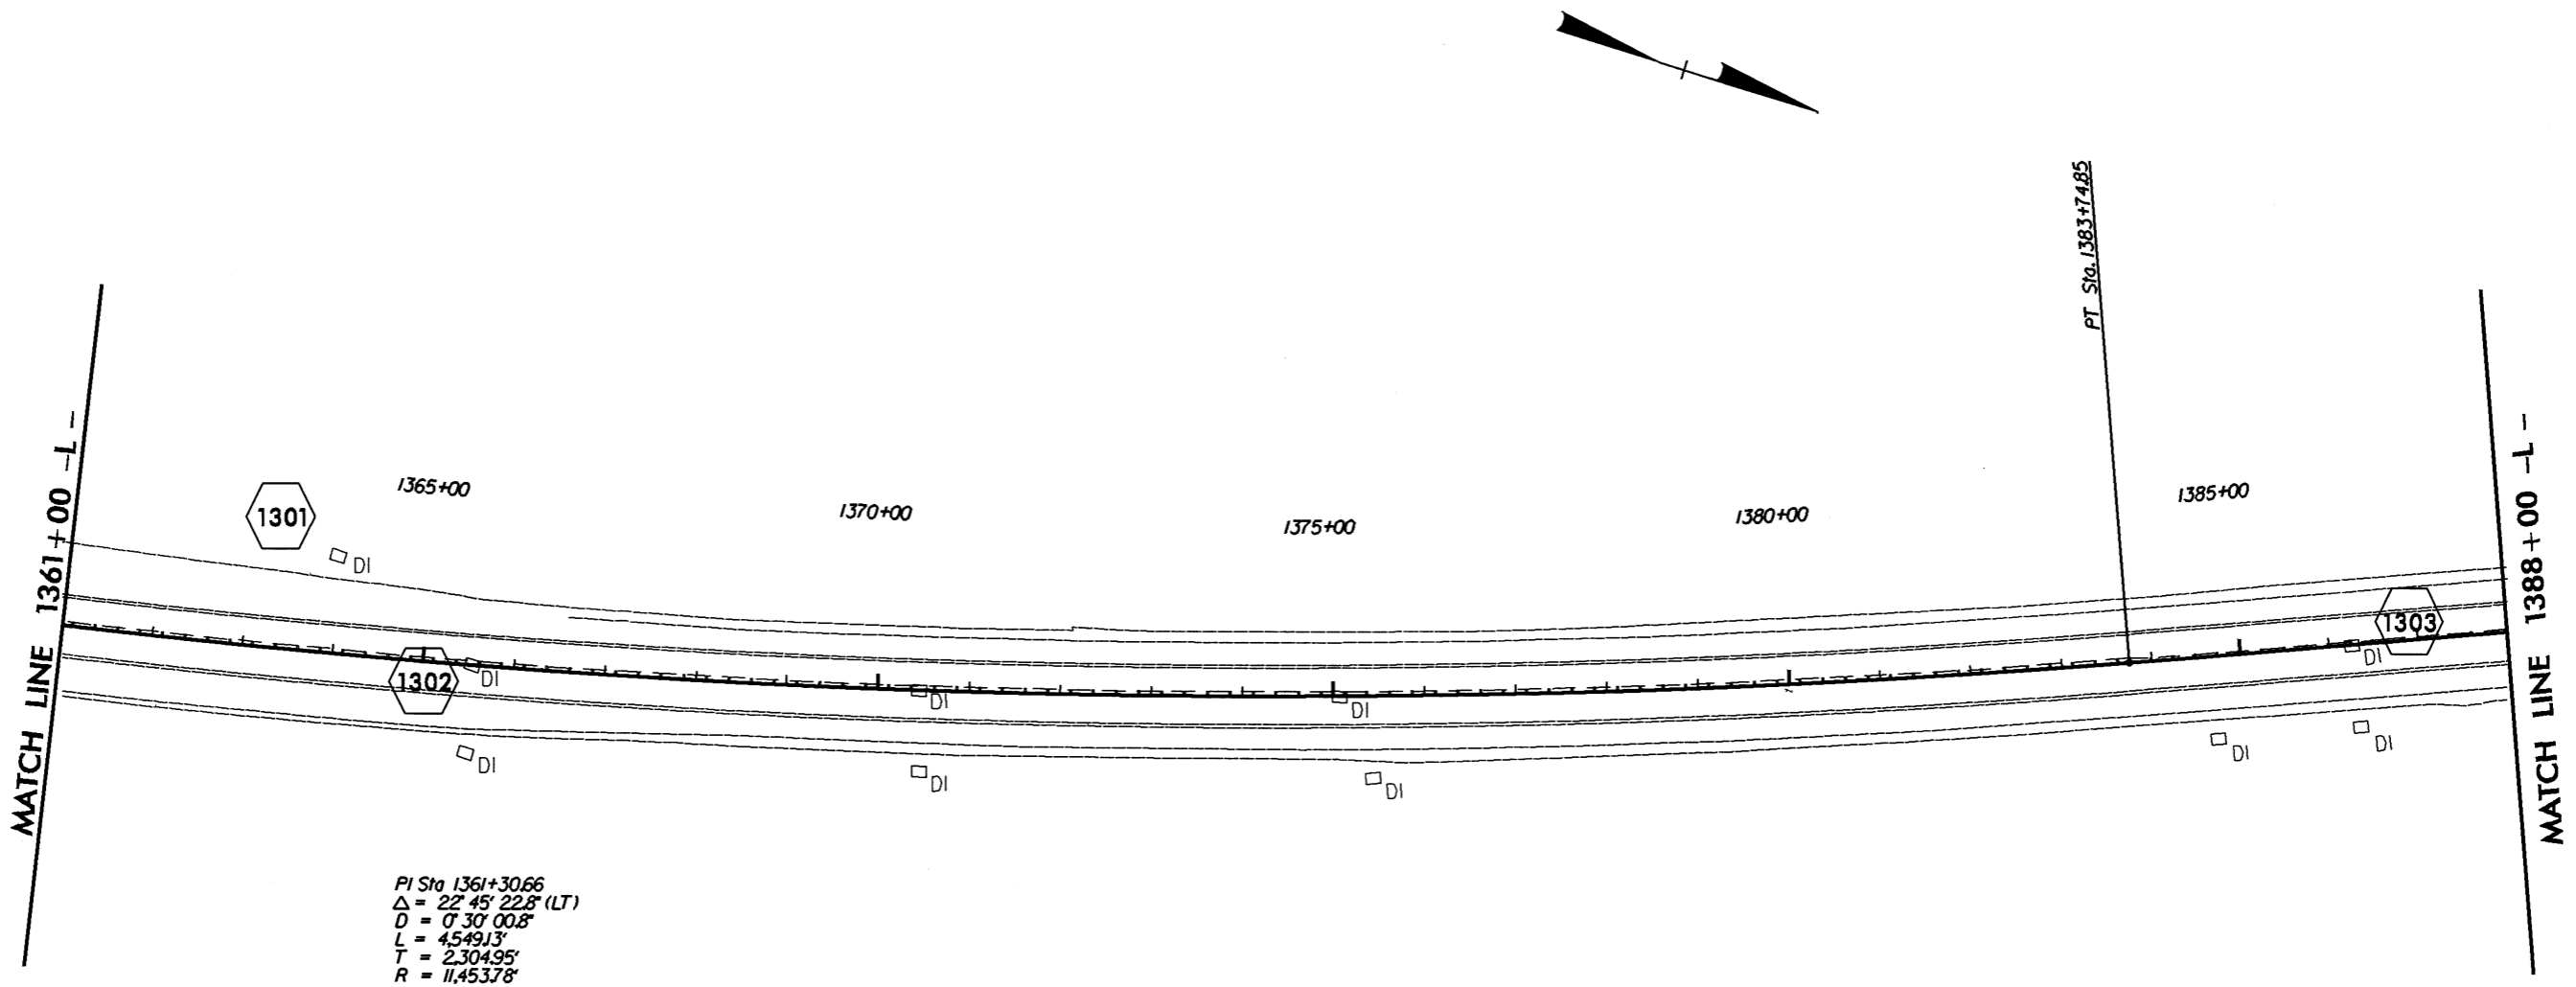 PT Sta. 1383+74.85
MATCH LINE 1361+00 -L-
1301
1365+00
1370+00
1375+00
1380+00
1385+00
MATCH LINE 1388+00 -L-
DI
1302
DI
DI
DI
1303
DI
DI
DI
DI
DI
DI
PI Sta 1361+30.66
Δ = 22° 45' 22.8" (LT)
D = 0° 30' 00.8"
L = 4,549.13'
T = 2,304.95'
R = 11,453.78'